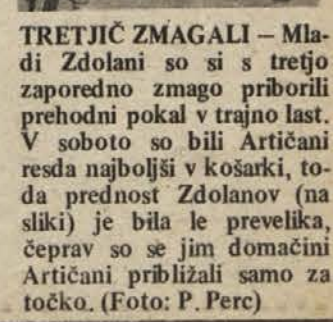 TRETJIČ ZMAGALI – Mla-
di Zdolani so si s tretjo
zaporedno zmago priborili
prehodni pokal v trajno last.
V soboto so bili Artičani
resda najboljši v košarki, to-
da prednost Zdolanov (na
sliki) je bila le prevelika,
čeprav so se jim domačini
Artičani približali samo za
točko. (Foto: P. Perc)